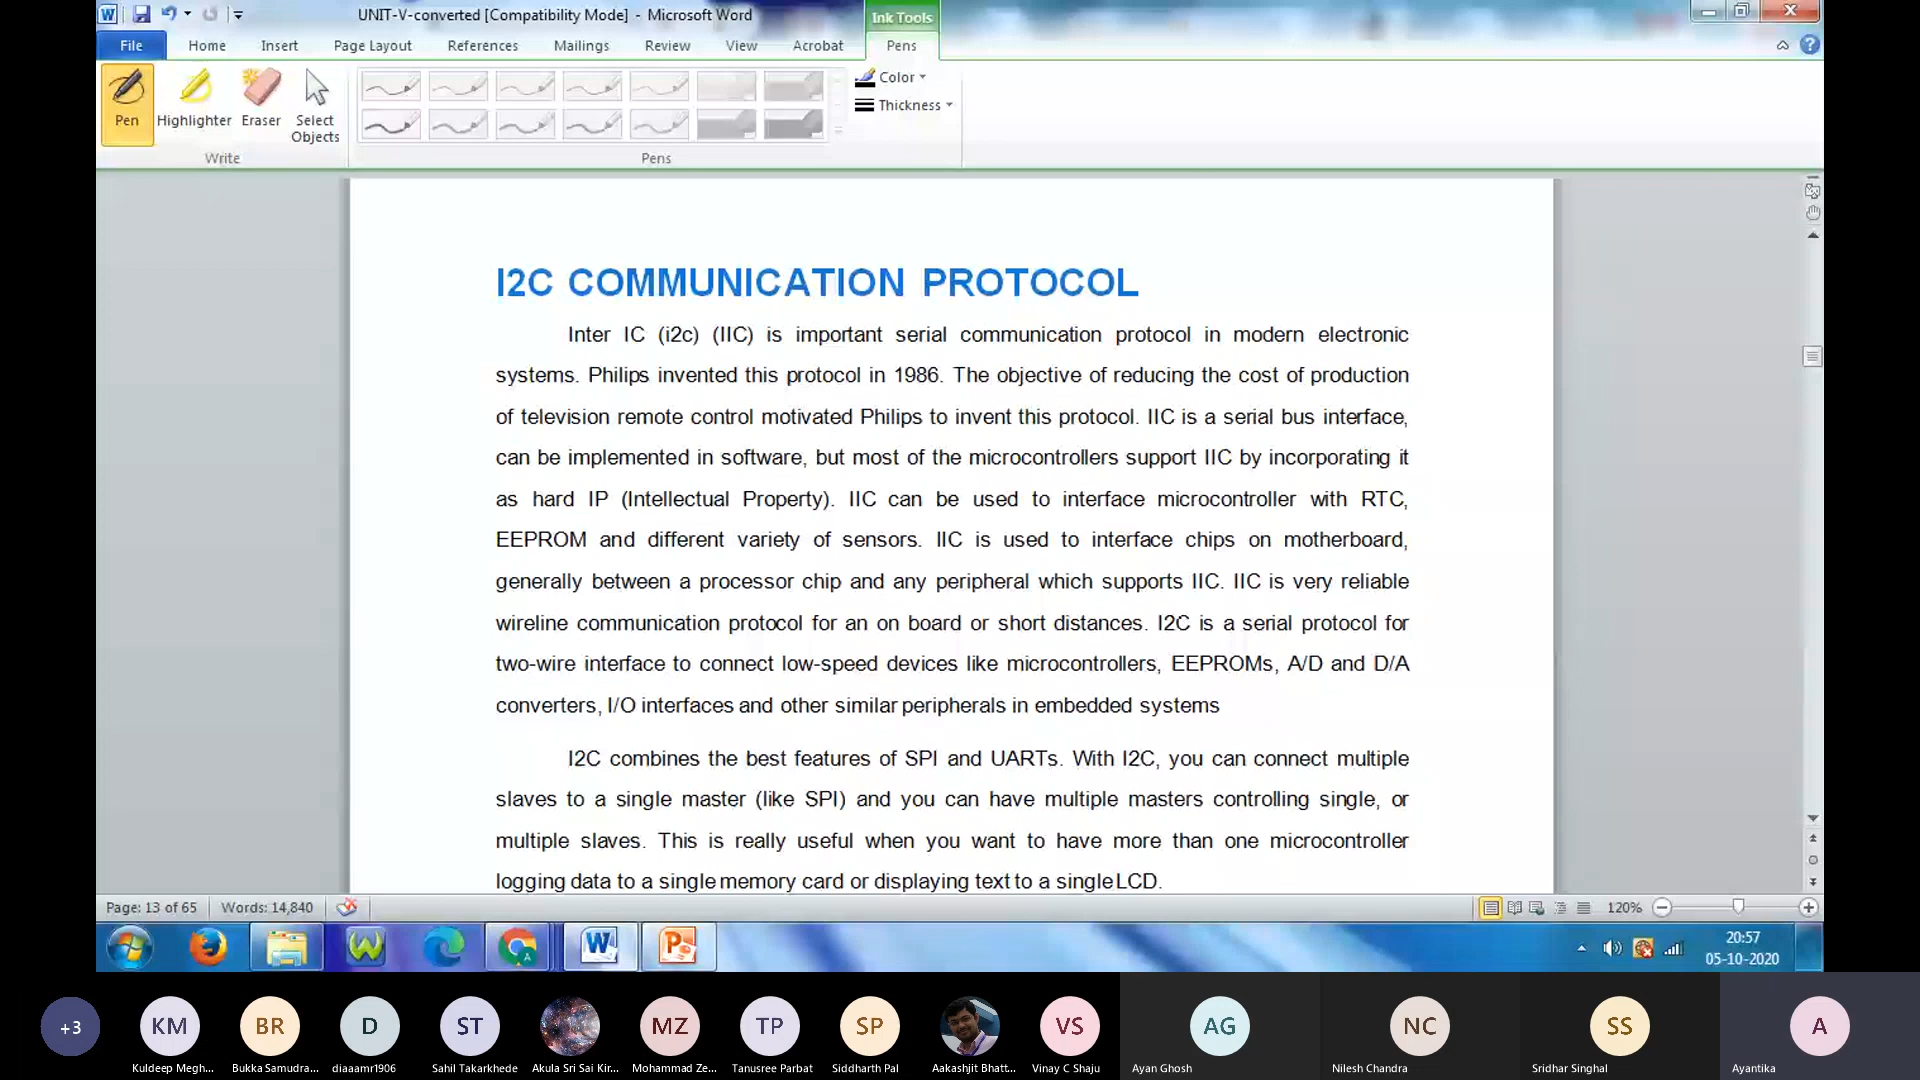 UNIT-V-converted [Compatibility Mode] - Microsoft Word
Ink Tools
File Home Insert Page Layout References Mailings Review View Acrobat Pens
Color
Thickness
Pen Highlighter Eraser Select Objects
Write Pens
I2C COMMUNICATION PROTOCOL
Inter IC (i2c) (IIC) is important serial communication protocol in modern electronic
systems. Philips invented this protocol in 1986. The objective of reducing the cost of production
of television remote control motivated Philips to invent this protocol. IIC is a serial bus interface,
can be implemented in software, but most of the microcontrollers support IIC by incorporating it
as hard IP (Intellectual Property). IIC can be used to interface microcontroller with RTC,
EEPROM and different variety of sensors. IIC is used to interface chips on motherboard,
generally between a processor chip and any peripheral which supports IIC. IIC is very reliable
wireline communication protocol for an on board or short distances. I2C is a serial protocol for
two-wire interface to connect low-speed devices like microcontrollers, EEPROMs, A/D and D/A
converters, I/O interfaces and other similar peripherals in embedded systems
I2C combines the best features of SPI and UARTs. With I2C, you can connect multiple
slaves to a single master (like SPI) and you can have multiple masters controlling single, or
multiple slaves. This is really useful when you want to have more than one microcontroller
logging data to a single memory card or displaying text to a single LCD.
Page: 13 of 65 Words: 14,840 120%
20:57
05-10-2020
+3 KM BR D ST MZ TP SP VS AG NC SS A
Kuldeep Megh... Bukka Samudra... diaaamr1906 Sahil Takarkhede Akula Sri Sai Kir... Mohammad Ze... Tanusree Parbat Siddharth Pal Aakashjit Bhatt... Vinay C Shaju Ayan Ghosh Nilesh Chandra Sridhar Singhal Ayantika